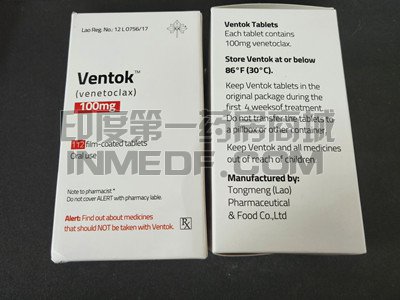 Lao Reg. No.: 12 L 0756/17
Ventok™
(venetoclax)
100mg
112 film-coated tablets
Oral use
Note to pharmacist*
Do not cover ALERT with pharmacy lable.
Alert: Find out about medicines
that should NOT be taken with Ventok.
Rx
Ventok Tablets
Each tablet contains
100mg venetoclax.
Store Ventok at or below
86°F (30°C).
Keep Ventok tablets in the
original package during the
first 4 weeksof treatment.
Do not transfer the tablets to
a pillbox or other container.
Keep Ventok and all medicines
out of reach of children.
Manufactured by:
Tongmeng (Lao)
Pharmaceutical
& Food Co.,Ltd
印度第一药房商城
INMEDF.COM